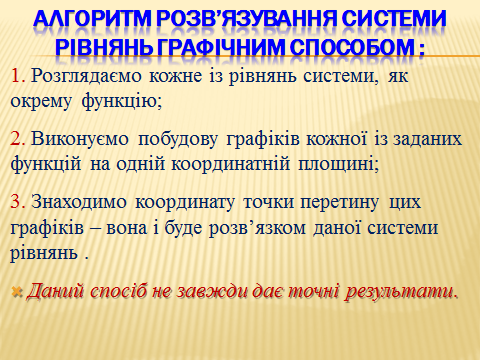 АЛГОРИТМ РОЗВ’ЯЗУВАННЯ СИСТЕМИ
РІВНЯНЬ ГРАФІЧНИМ СПОСОБОМ :
1. Розглядаємо кожне із рівнянь системи, як
окрему функцію;
2. Виконуємо побудову графіків кожної із заданих
функцій на одній координатній площині;
3. Знаходимо координату точки перетину цих
графіків – вона і буде розв’язком даної системи
рівнянь .
Даний спосіб не завжди дає точні результати.